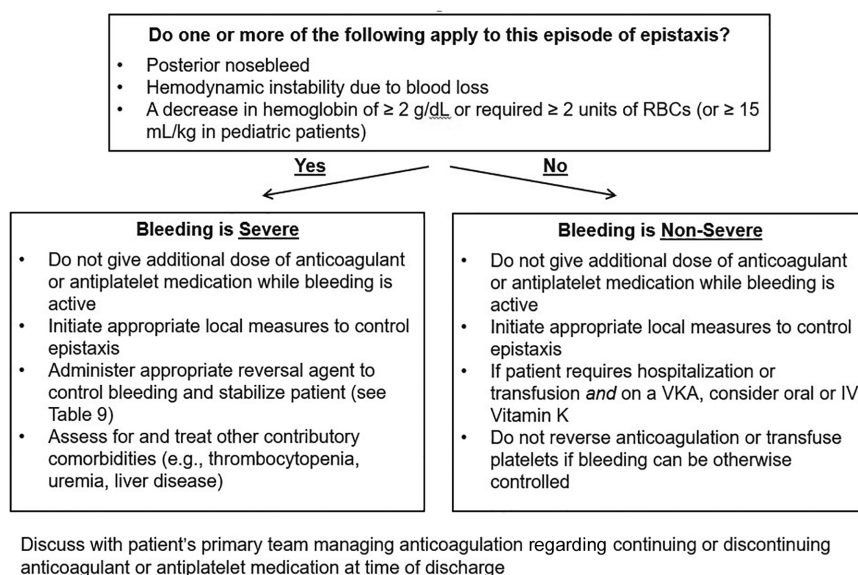 Do one or more of the following apply to this episode of epistaxis?
• Posterior nosebleed
• Hemodynamic instability due to blood loss
• A decrease in hemoglobin of ≥ 2 g/dL or required ≥ 2 units of RBCs (or ≥ 15
mL/kg in pediatric patients)
Yes
No
Bleeding is Severe
• Do not give additional dose of anticoagulant
or antiplatelet medication while bleeding is
active
• Initiate appropriate local measures to control
epistaxis
• Administer appropriate reversal agent to
control bleeding and stabilize patient (see
Table 9)
• Assess for and treat other contributory
comorbidities (e.g., thrombocytopenia,
uremia, liver disease)
Bleeding is Non-Severe
• Do not give additional dose of anticoagulant
or antiplatelet medication while bleeding is
active
• Initiate appropriate local measures to control
epistaxis
• If patient requires hospitalization or
transfusion and on a VKA, consider oral or IV
Vitamin K
• Do not reverse anticoagulation or transfuse
platelets if bleeding can be otherwise
controlled
Discuss with patient's primary team managing anticoagulation regarding continuing or discontinuing
anticoagulant or antiplatelet medication at time of discharge